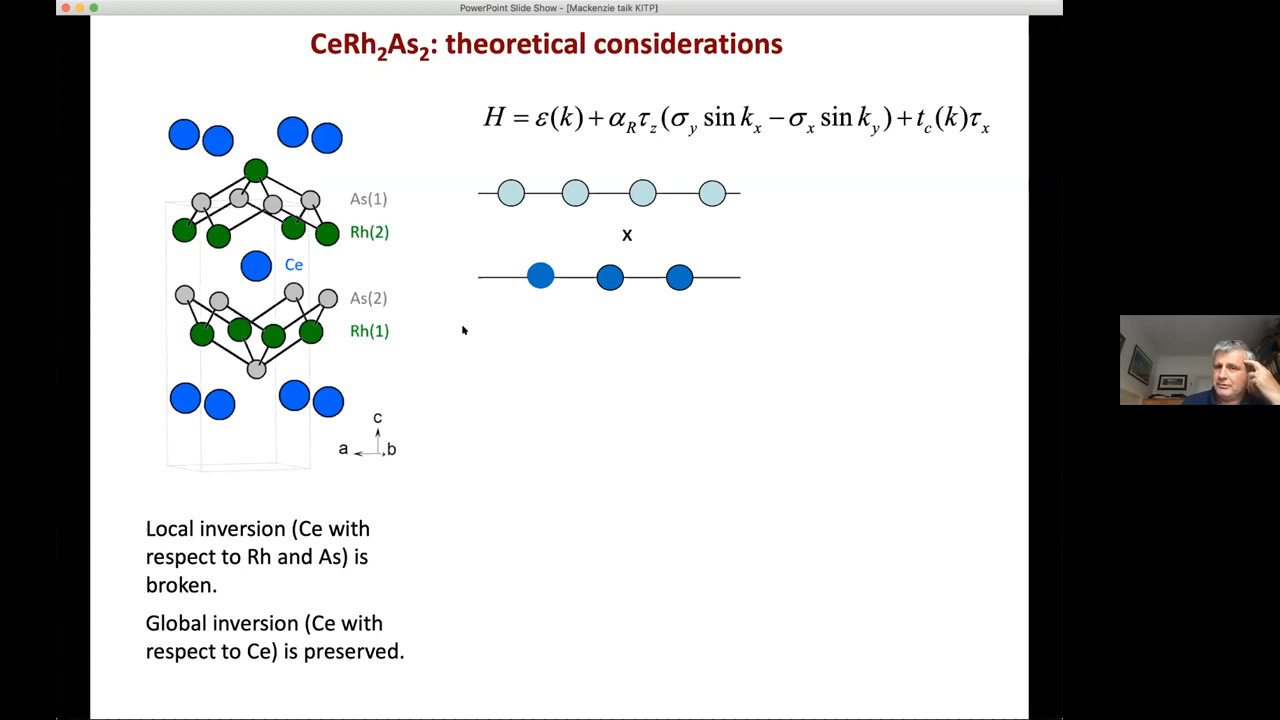 PowerPoint Slide Show - [Mackenzie talk KITP]
CeRh₂As₂: theoretical considerations
H = ε(k) + α_R τ_z (σ_y sin k_x − σ_x sin k_y) + t_c(k)τ_x
As(1)
Rh(2)
x
Ce
As(2)
Rh(1)
c
a
b
Local inversion (Ce with
respect to Rh and As) is
broken.
Global inversion (Ce with
respect to Ce) is preserved.